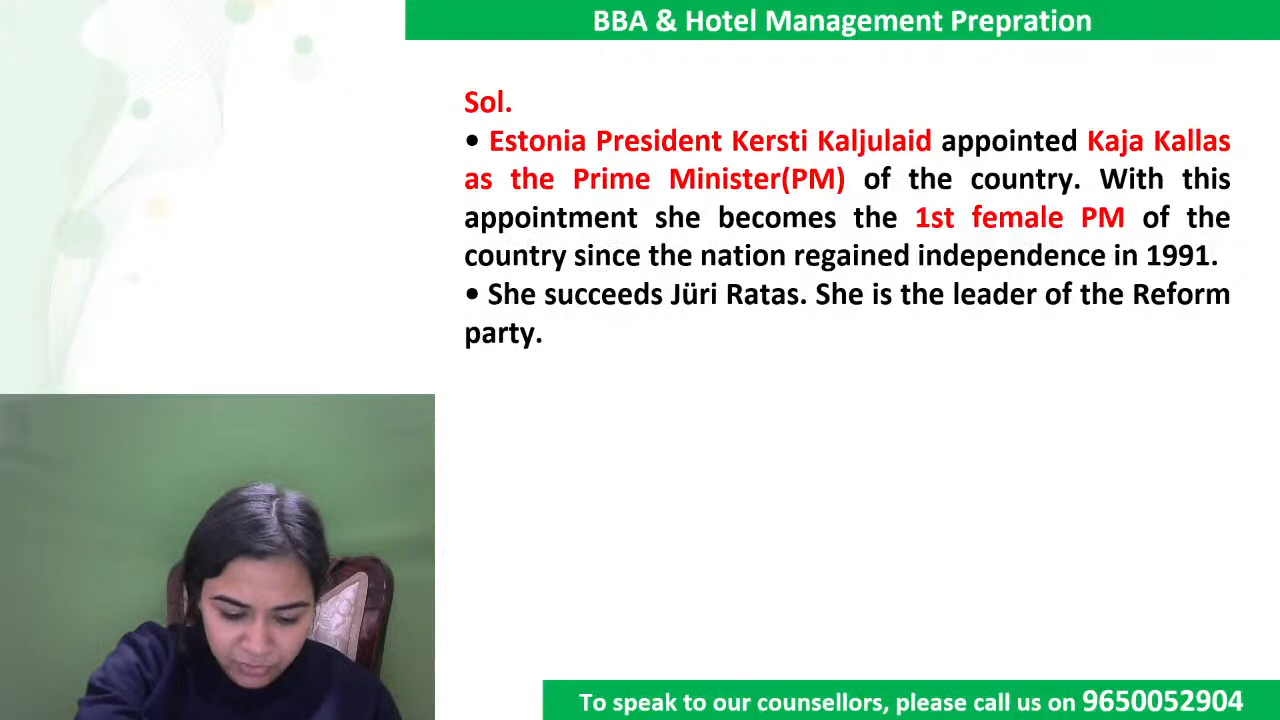 BBA & Hotel Management Prepration
Sol.
• Estonia President Kersti Kaljulaid appointed Kaja Kallas
as the Prime Minister(PM) of the country. With this
appointment she becomes the 1st female PM of the
country since the nation regained independence in 1991.
• She succeeds Jüri Ratas. She is the leader of the Reform
party.
To speak to our counsellors, please call us on 9650052904